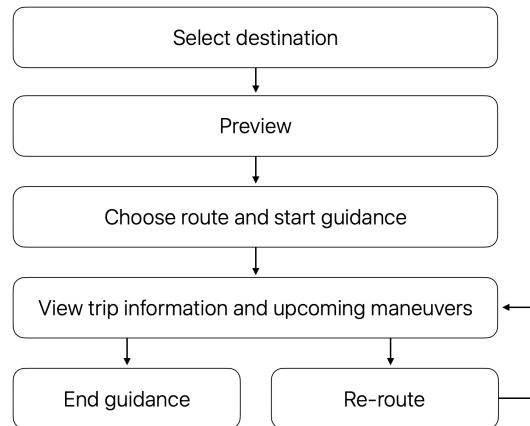 Select destination
Preview
Choose route and start guidance
View trip information and upcoming maneuvers
End guidance
Re-route